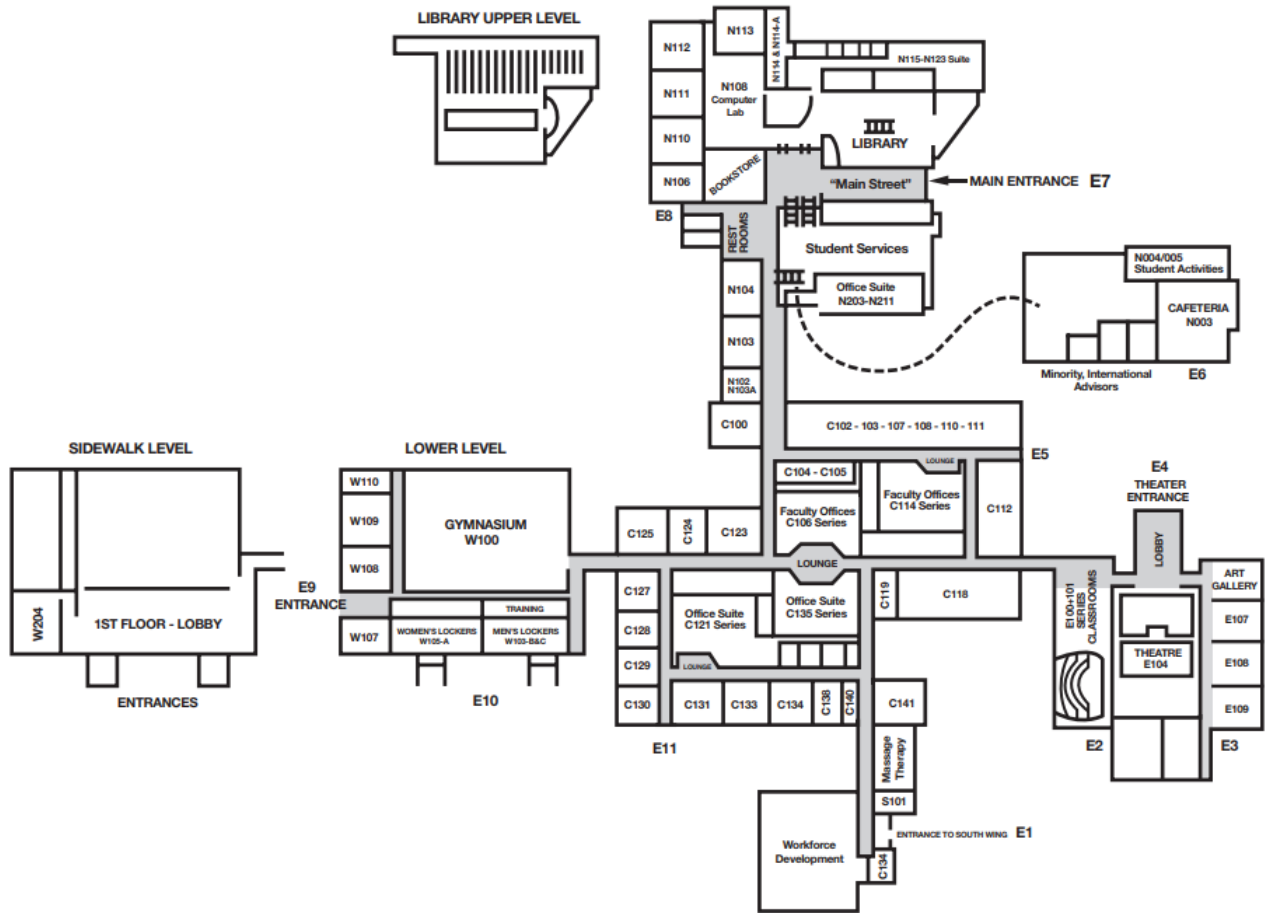 LIBRARY UPPER LEVEL
N112
N113
N114 & N114-A
N115-N123 Suite
N111
N108
Computer
Lab
N110
LIBRARY
N106
BOOKSTORE
"Main Street"
MAIN ENTRANCE E7
E8
REST
ROOMS
Student Services
N104
Office Suite
N203-N211
N004/005
Student Activities
CAFETERIA
N003
Minority, International
Advisors
E6
N103
N102
N103A
C100
C102 - 103 - 107 - 108 - 110 - 111
E5
LOUNGE
C104 - C105
Faculty Offices
C106 Series
Faculty Offices
C114 Series
C112
E4
THEATER
ENTRANCE
LOBBY
SIDEWALK LEVEL
W204
1ST FLOOR - LOBBY
ENTRANCES
LOWER LEVEL
W110
W109
W108
GYMNASIUM
W100
E9
ENTRANCE
W107
TRAINING
WOMEN'S LOCKERS
W105-A
MEN'S LOCKERS
W103-B&C
E10
C125
C124
C123
LOUNGE
C127
C128
C129
C130
Office Suite
C121 Series
Office Suite
C135 Series
LOUNGE
C119
C118
E100+101
SERIES
CLASSROOMS
ART
GALLERY
E107
THEATRE
E104
E108
E109
E2
E3
C131
C133
C134
C138
C140
C141
E11
Massage
Therapy
S101
ENTRANCE TO SOUTH WING E1
Workforce
Development
C134